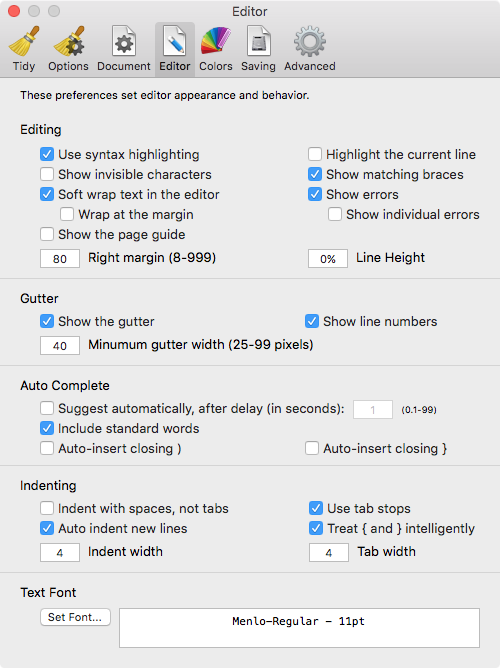 Editor
Tidy Options Document Editor Colors Saving Advanced
These preferences set editor appearance and behavior.
Editing
Use syntax highlighting Highlight the current line
Show invisible characters Show matching braces
Soft wrap text in the editor Show errors
Wrap at the margin Show individual errors
Show the page guide
80 Right margin (8-999) 0% Line Height
Gutter
Show the gutter Show line numbers
40 Minumum gutter width (25-99 pixels)
Auto Complete
Suggest automatically, after delay (in seconds): 1 (0.1-99)
Include standard words
Auto-insert closing ) Auto-insert closing }
Indenting
Indent with spaces, not tabs Use tab stops
Auto indent new lines Treat { and } intelligently
4 Indent width 4 Tab width
Text Font
Set Font... Menlo-Regular - 11pt